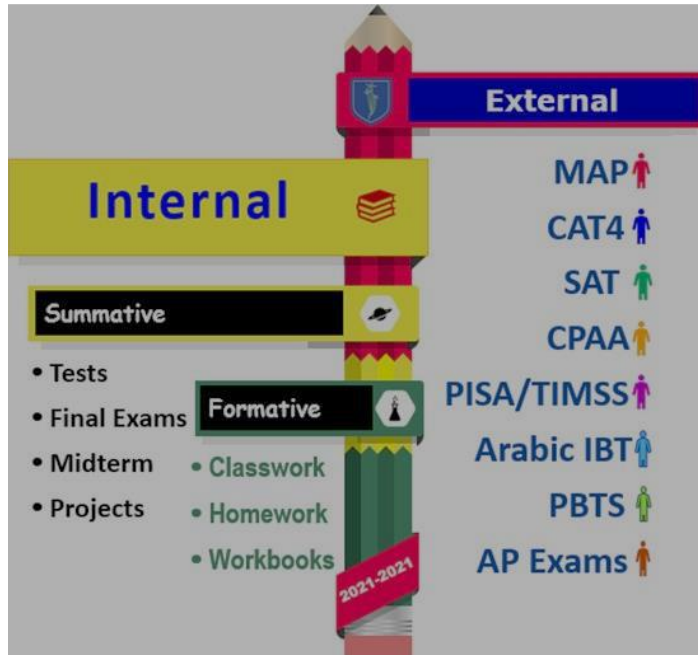 External
Internal
MAP
CAT4
SAT
CPAA
PISA/TIMSS
Arabic IBT
PBTS
AP Exams
Summative
• Tests
• Final Exams
• Midterm
• Projects
Formative
• Classwork
• Homework
• Workbooks
2021-2021